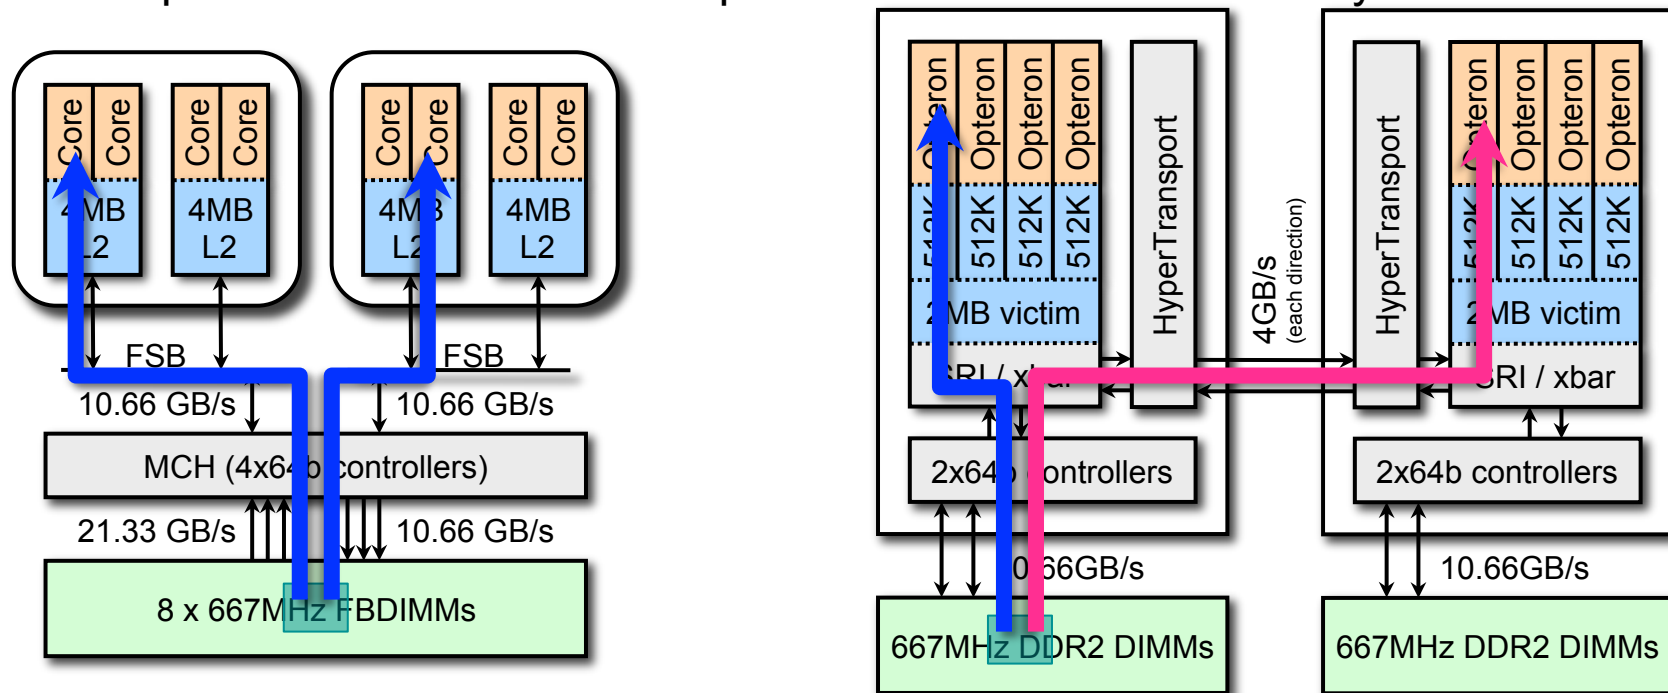 Core
Core
Core
Core
Core
Core
Core
Core
4MB
L2
4MB
L2
4MB
L2
4MB
L2
FSB
FSB
10.66 GB/s
10.66 GB/s
MCH (4x64b controllers)
21.33 GB/s
10.66 GB/s
8 x 667MHz FBDIMMs
Opteron
Opteron
Opteron
Opteron
512K
512K
512K
512K
2MB victim
SRI / xbar
HyperTransport
2x64b controllers
10.66GB/s
667MHz DDR2 DIMMs
4GB/s
(each direction)
HyperTransport
Opteron
Opteron
Opteron
Opteron
512K
512K
512K
512K
2MB victim
SRI / xbar
2x64b controllers
10.66GB/s
667MHz DDR2 DIMMs